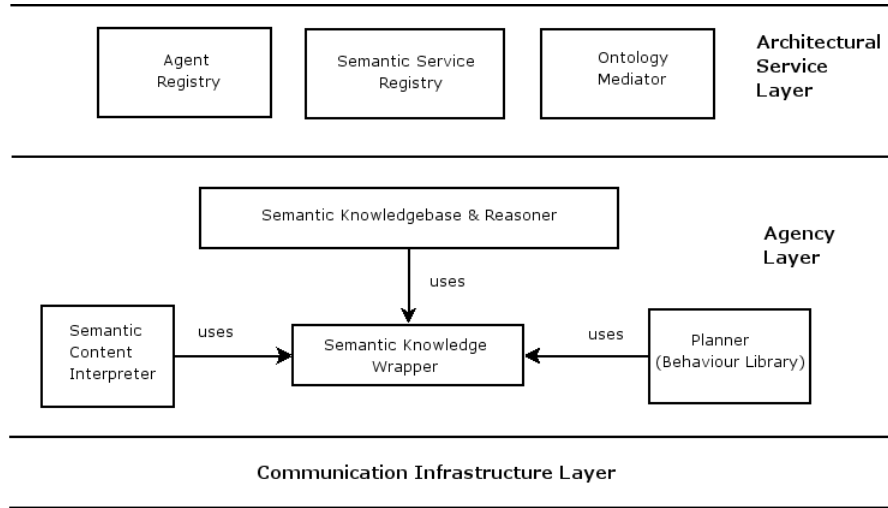 Agent
Registry
Semantic Service
Registry
Ontology
Mediator
Architectural
Service
Layer
Semantic Knowledgebase & Reasoner
Agency
Layer
uses
Semantic
Content
Interpreter
uses
Semantic Knowledge
Wrapper
uses
Planner
(Behaviour Library)
Communication Infrastructure Layer